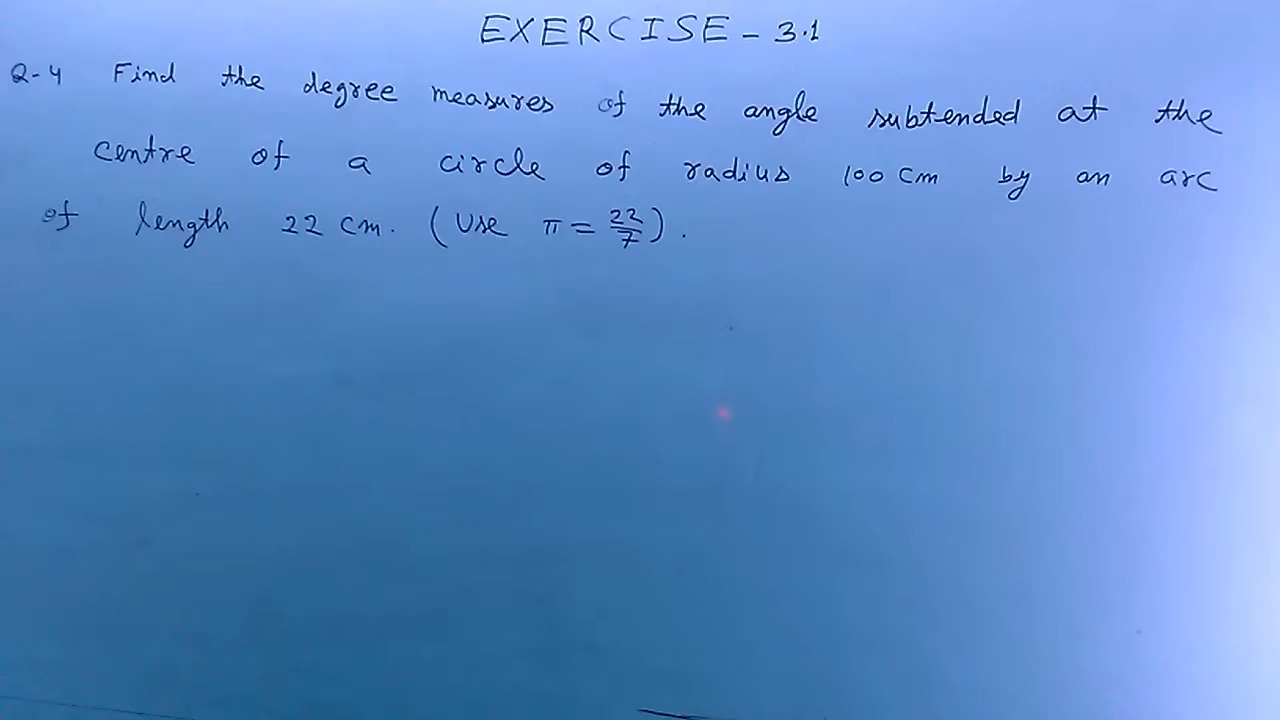 EXERCISE - 3.1
Q-4 Find the degree measures of the angle subtended at the
centre of a circle of radius 100 cm by an arc
of length 22 cm. (Use π = 22/7).